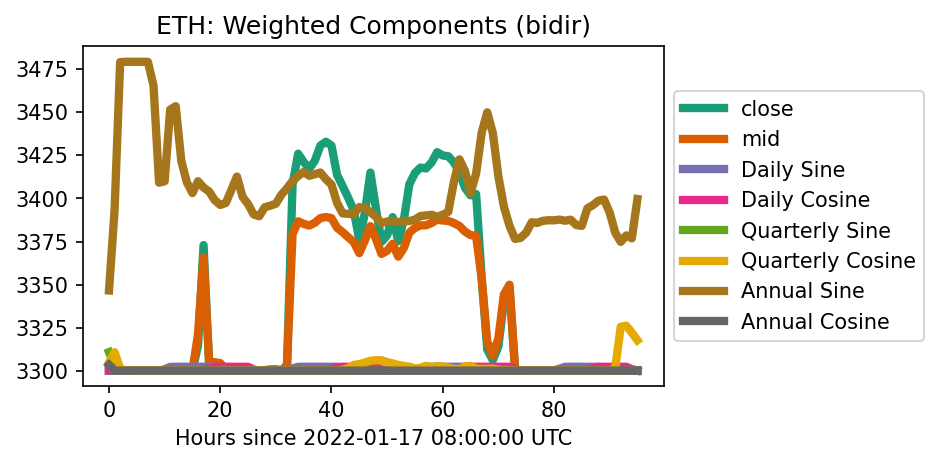 ETH: Weighted Components (bidir)
3475
3450
3425
3400
3375
3350
3325
3300
0
20
40
60
80
Hours since 2022-01-17 08:00:00 UTC
close
mid
Daily Sine
Daily Cosine
Quarterly Sine
Quarterly Cosine
Annual Sine
Annual Cosine